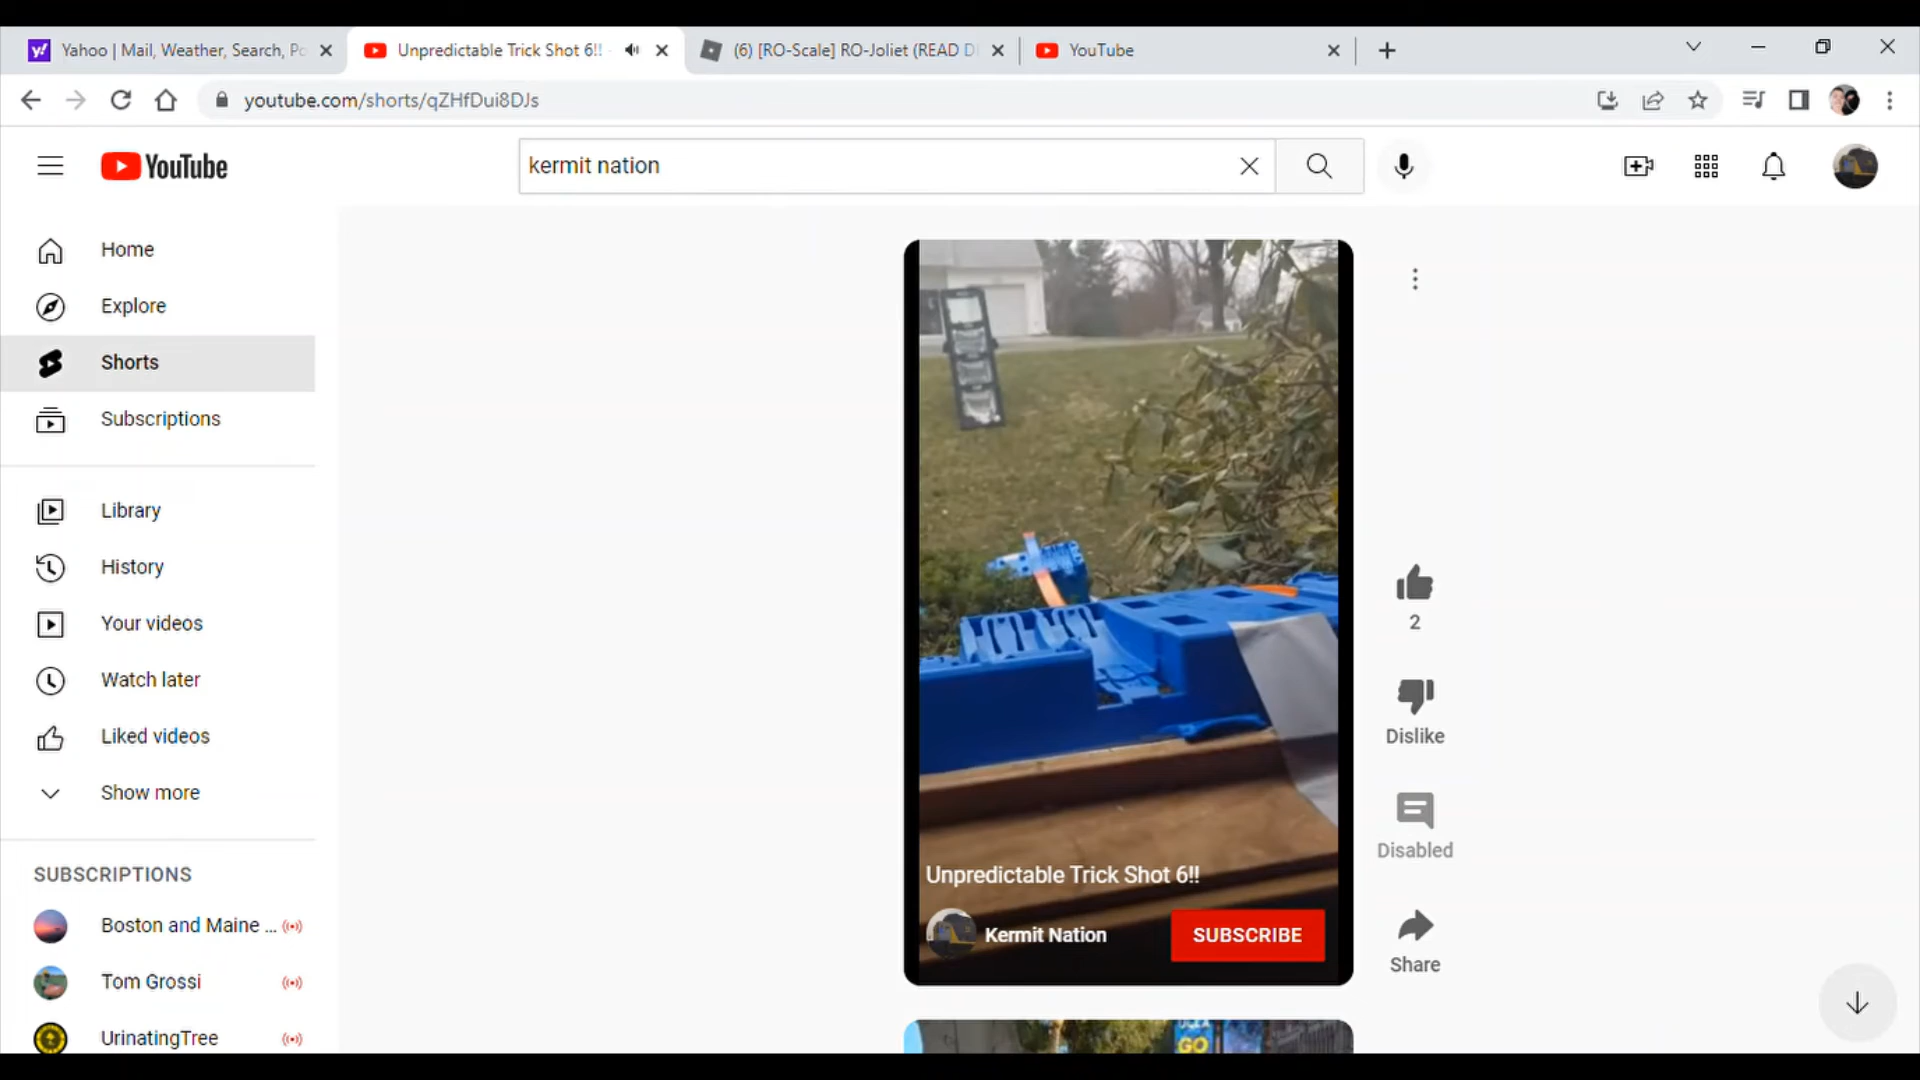 Yahoo | Mail, Weather, Search, Po
Unpredictable Trick Shot 6!!
(6) [RO-Scale] RO-Joliet (READ D
YouTube
youtube.com/shorts/qZHfDui8DJs
YouTube
kermit nation
Home
Explore
Shorts
Subscriptions
Library
History
Your videos
Watch later
Liked videos
Show more
SUBSCRIPTIONS
Boston and Maine ...
Tom Grossi
UrinatingTree
2
Dislike
Disabled
Share
Unpredictable Trick Shot 6!!
Kermit Nation
SUBSCRIBE
GO